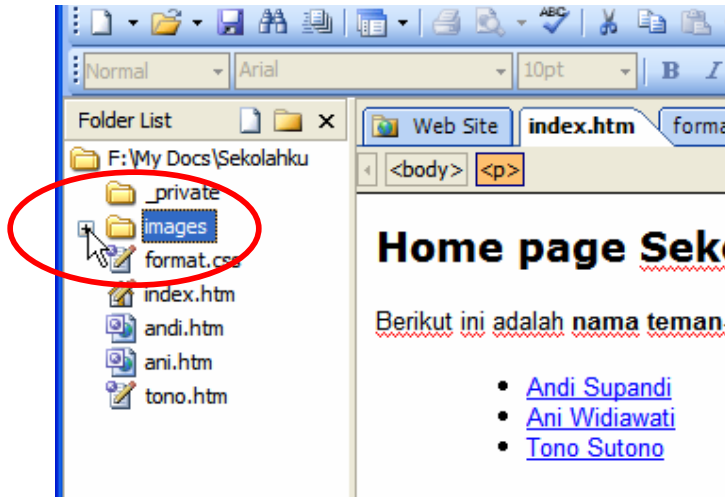 ABC
Normal Arial 10pt B I
Folder List
Web Site index.htm forma
F:\My Docs\Sekolahku
<body> <p>
_private
images
format.css
index.htm
andi.htm
ani.htm
tono.htm
Home page Seko
Berikut ini adalah nama teman
Andi Supandi
Ani Widiawati
Tono Sutono